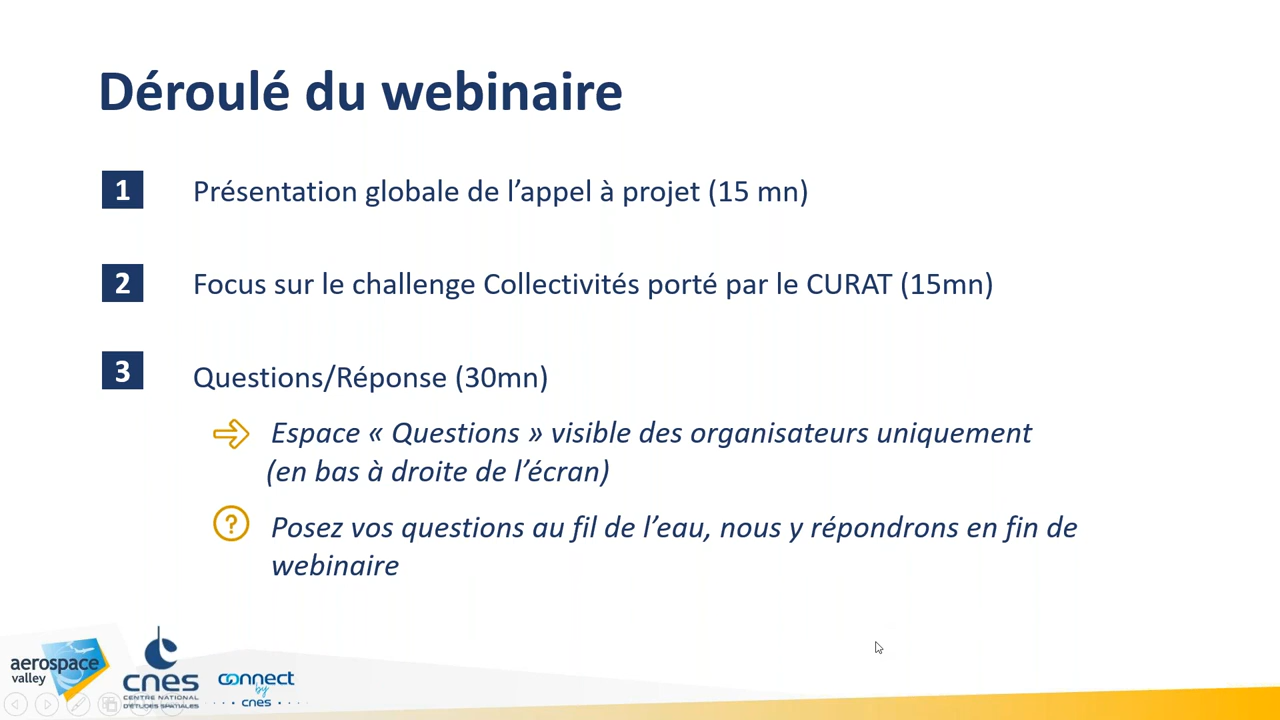 Déroulé du webinaire
1 Présentation globale de l’appel à projet (15 mn)
2 Focus sur le challenge Collectivités porté par le CURAT (15mn)
3 Questions/Réponse (30mn)
Espace « Questions » visible des organisateurs uniquement
(en bas à droite de l’écran)
? Posez vos questions au fil de l’eau, nous y répondrons en fin de
webinaire
aerospace
valley
cnes
CENTRE NATIONAL
D'ÉTUDES SPATIALES
connect
by
cnes